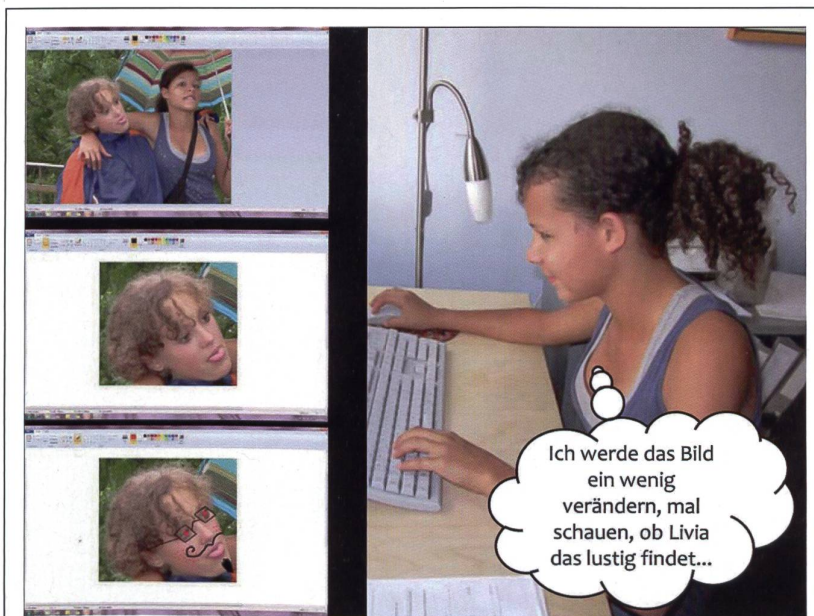 Ich werde das Bild
ein wenig
verändern, mal
schauen, ob Livia
das lustig findet...